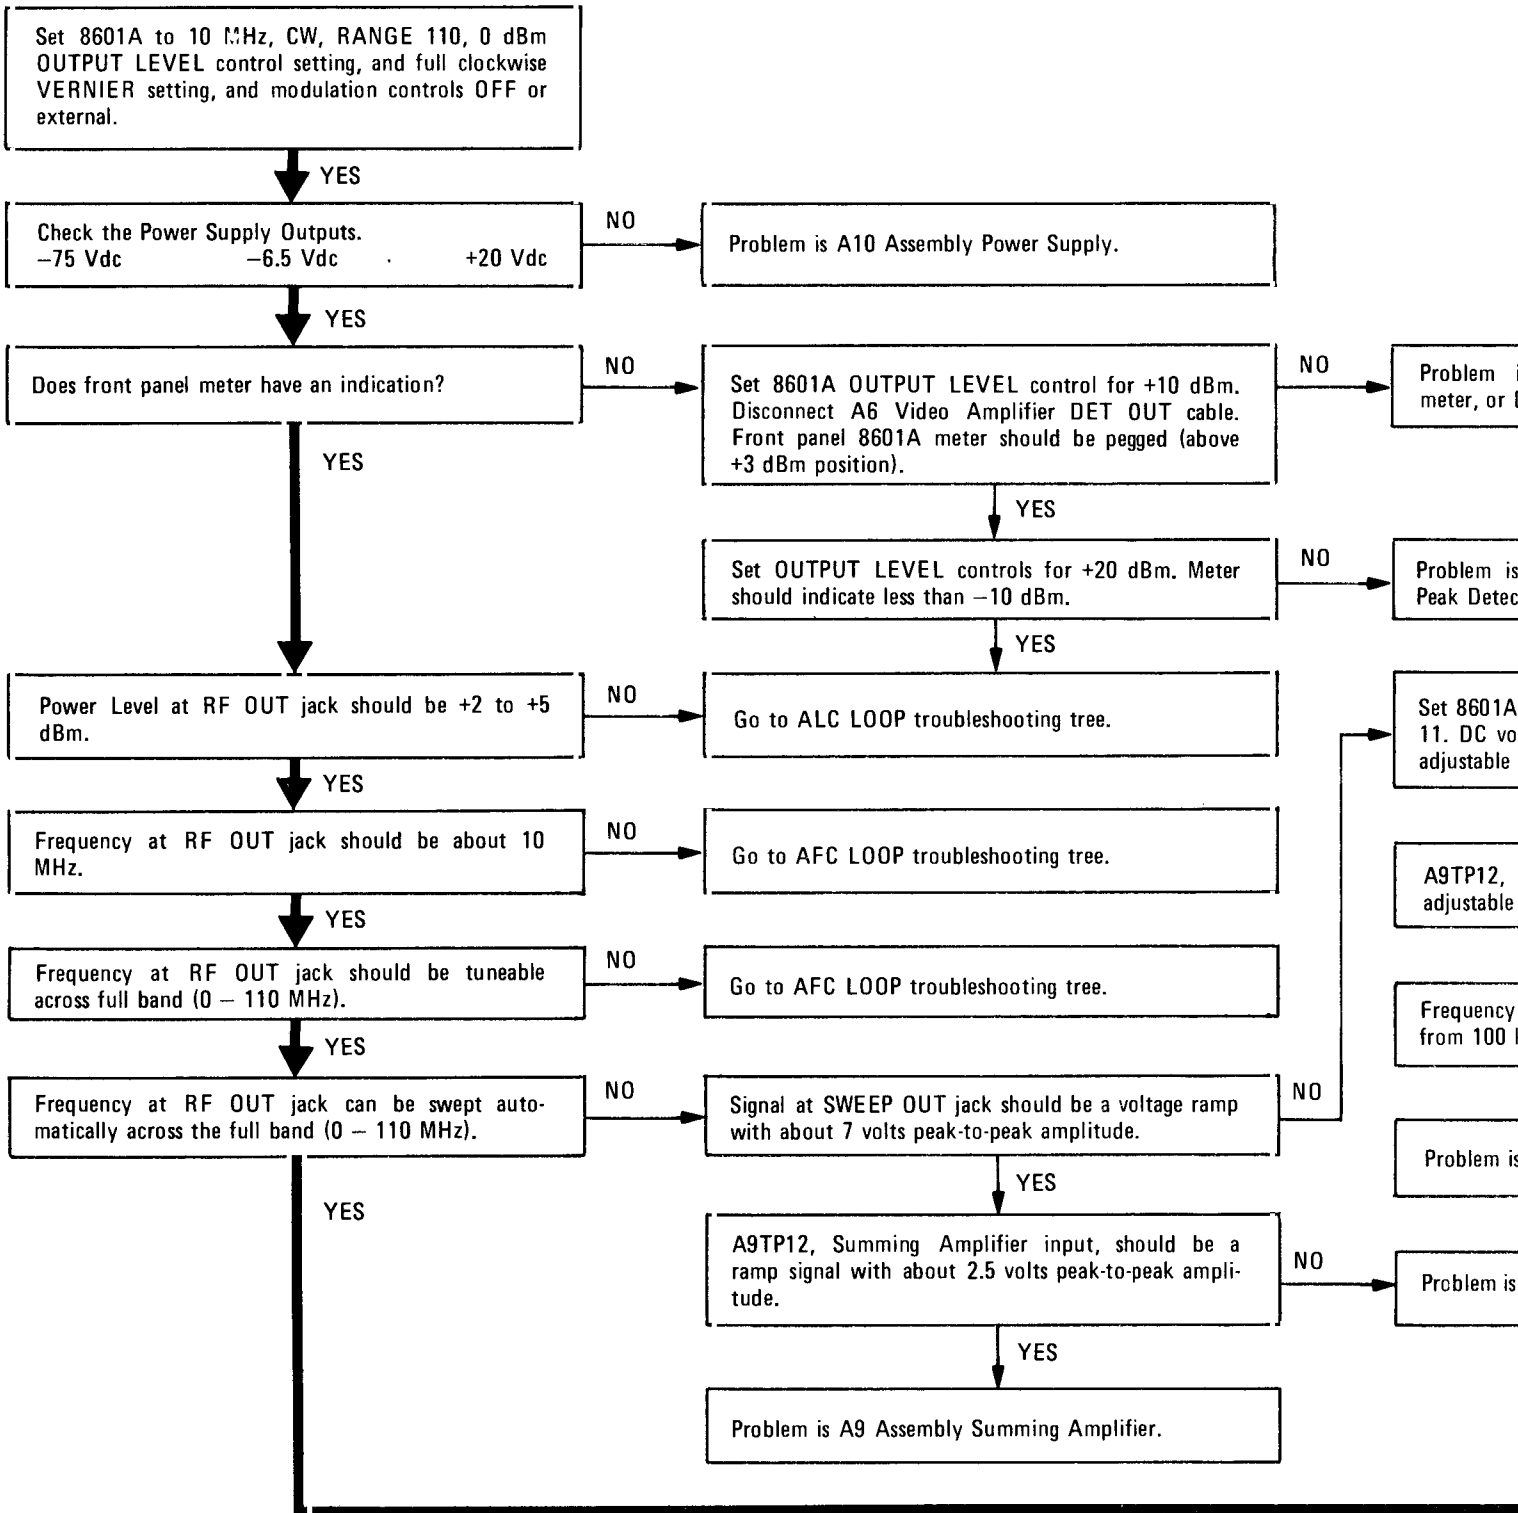 Set 8601A to 10 MHz, CW, RANGE 110, 0 dBm
OUTPUT LEVEL control setting, and full clockwise
VERNIER setting, and modulation controls OFF or
external.
YES
Check the Power Supply Outputs.
–75 Vdc –6.5 Vdc +20 Vdc
NO
Problem is A10 Assembly Power Supply.
YES
Does front panel meter have an indication?
NO
Set 8601A OUTPUT LEVEL control for +10 dBm.
Disconnect A6 Video Amplifier DET OUT cable.
Front panel 8601A meter should be pegged (above
+3 dBm position).
NO
Problem
meter, or
YES
YES
Set OUTPUT LEVEL controls for +20 dBm. Meter
should indicate less than –10 dBm.
NO
Problem is
Peak Detec
YES
Power Level at RF OUT jack should be +2 to +5
dBm.
NO
Go to ALC LOOP troubleshooting tree.
Set 8601A
11. DC vo
adjustable
YES
Frequency at RF OUT jack should be about 10
MHz.
NO
Go to AFC LOOP troubleshooting tree.
A9TP12,
adjustable
YES
Frequency at RF OUT jack should be tuneable
across full band (0 – 110 MHz).
NO
Go to AFC LOOP troubleshooting tree.
Frequency
from 100
YES
Frequency at RF OUT jack can be swept auto-
matically across the full band (0 – 110 MHz).
NO
Signal at SWEEP OUT jack should be a voltage ramp
with about 7 volts peak-to-peak amplitude.
NO
Problem is
YES
YES
A9TP12, Summing Amplifier input, should be a
ramp signal with about 2.5 volts peak-to-peak ampli-
tude.
NO
Problem is
YES
Problem is A9 Assembly Summing Amplifier.